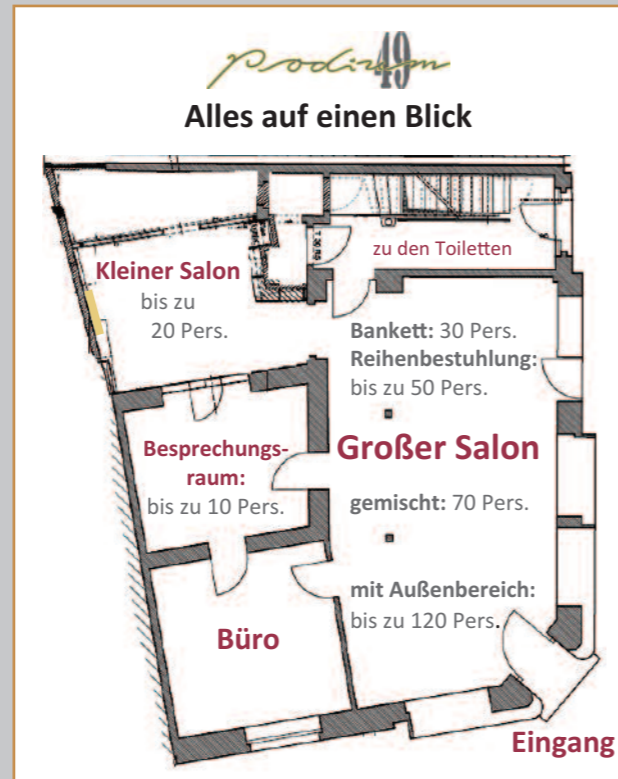 Podium
49
Alles auf einen Blick
zu den Toiletten
Kleiner Salon
bis zu
20 Pers.
Bankett: 30 Pers.
Reihenbestuhlung:
bis zu 50 Pers.
Besprechungs-
raum:
bis zu 10 Pers.
Großer Salon
gemischt: 70 Pers.
mit Außenbereich:
bis zu 120 Pers.
Büro
Eingang